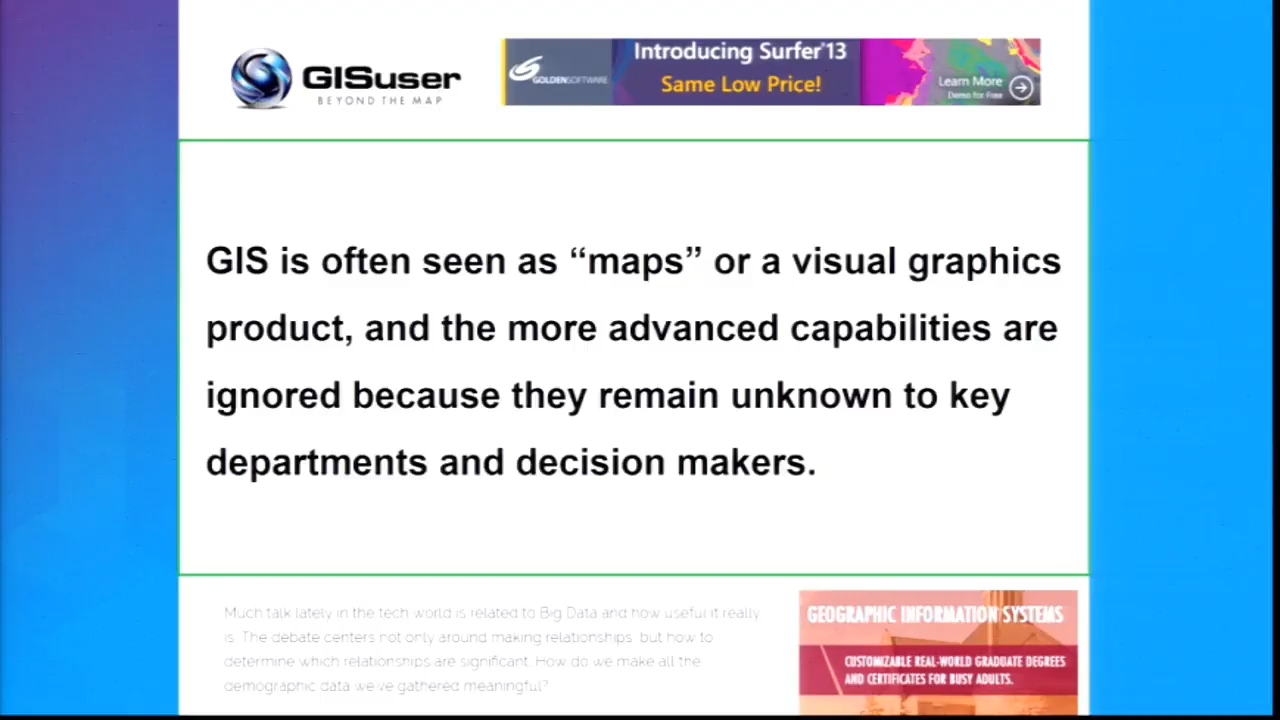 GISuser
BEYOND THE MAP
GOLDENSOFTWARE
Introducing Surfer®13
Same Low Price!
Learn More
Demo for Free
GIS is often seen as “maps” or a visual graphics
product, and the more advanced capabilities are
ignored because they remain unknown to key
departments and decision makers.
Much talk lately in the tech world is related to Big Data and how useful it really
is. The debate centers not only around making relationships, but how to
determine which relationships are significant. How do we make all the
demographic data we've gathered meaningful?
GEOGRAPHIC INFORMATION SYSTEMS
CUSTOMIZABLE REAL-WORLD GRADUATE DEGREES
AND CERTIFICATES FOR BUSY ADULTS.